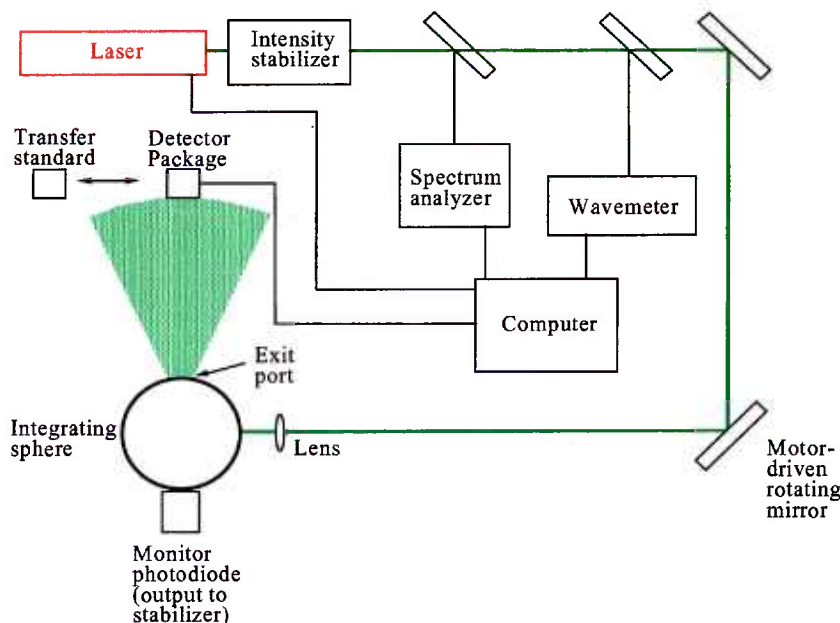 Laser
Intensity
stabilizer
Transfer
standard
Detector
Package
Spectrum
analyzer
Wavemeter
Computer
Exit
port
Integrating
sphere
Lens
Motor-
driven
rotating
mirror
Monitor
photodiode
(output to
stabilizer)